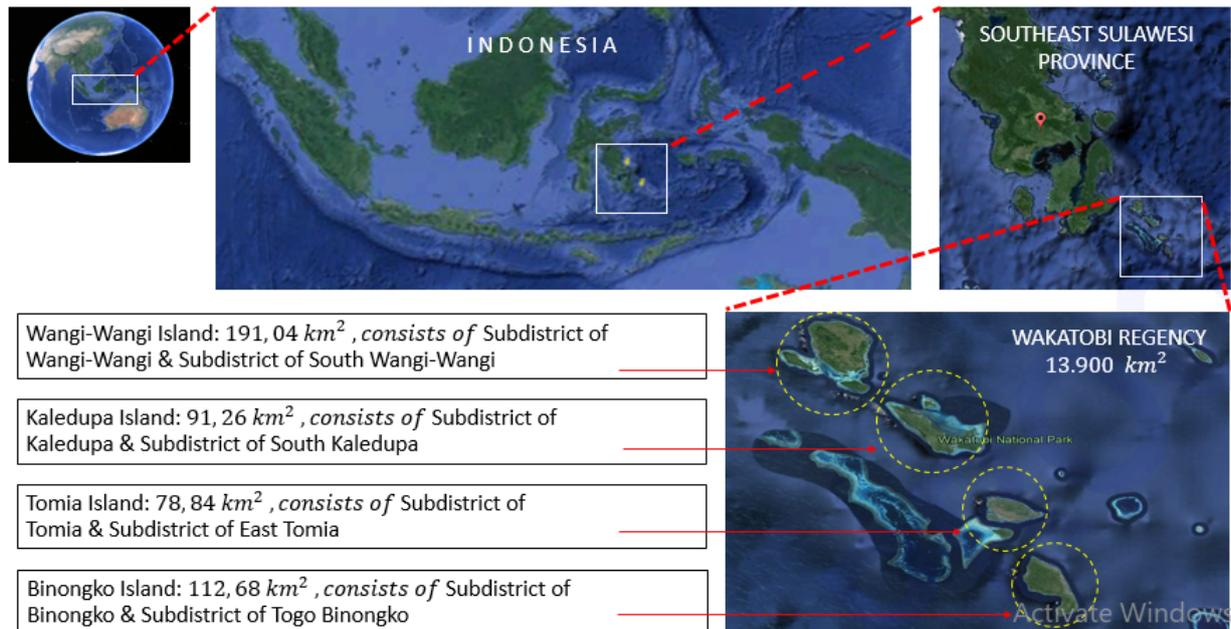 INDONESIA
SOUTHEAST SULAWESI
PROVINCE
Wangi-Wangi Island: 191, 04 km² , consists of Subdistrict of
Wangi-Wangi & Subdistrict of South Wangi-Wangi
Kaledupa Island: 91, 26 km² , consists of Subdistrict of
Kaledupa & Subdistrict of South Kaledupa
Tomia Island: 78, 84 km² , consists of Subdistrict of
Tomia & Subdistrict of East Tomia
Binongko Island: 112, 68 km² , consists of Subdistrict of
Binongko & Subdistrict of Togo Binongko
WAKATOBI REGENCY
13.900 km²
Wakatobi National Park
Activate Windows